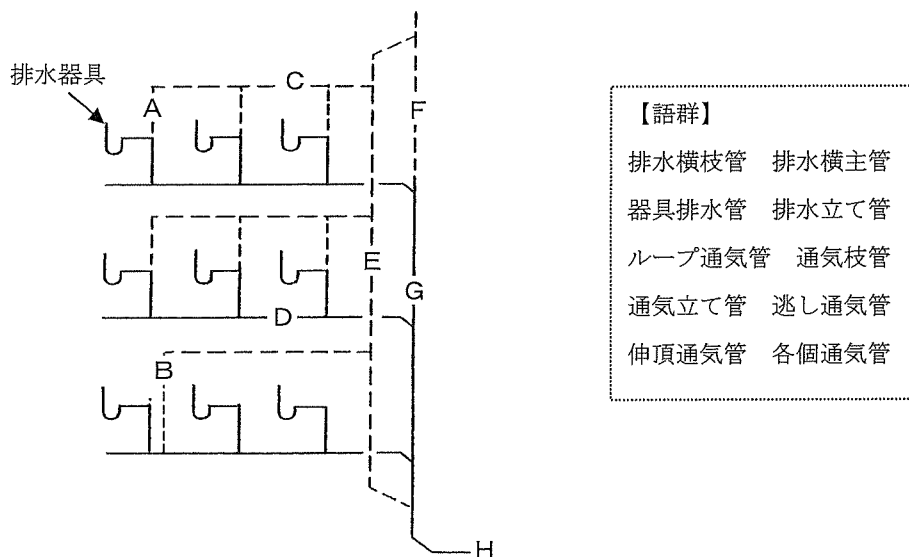 排水器具
A
C
F
E
G
D
B
H
【語群】
排水横枝管　排水横主管
器具排水管　排水立て管
ループ通気管　通気枝管
通気立て管　逃し通気管
伸頂通気管　各個通気管